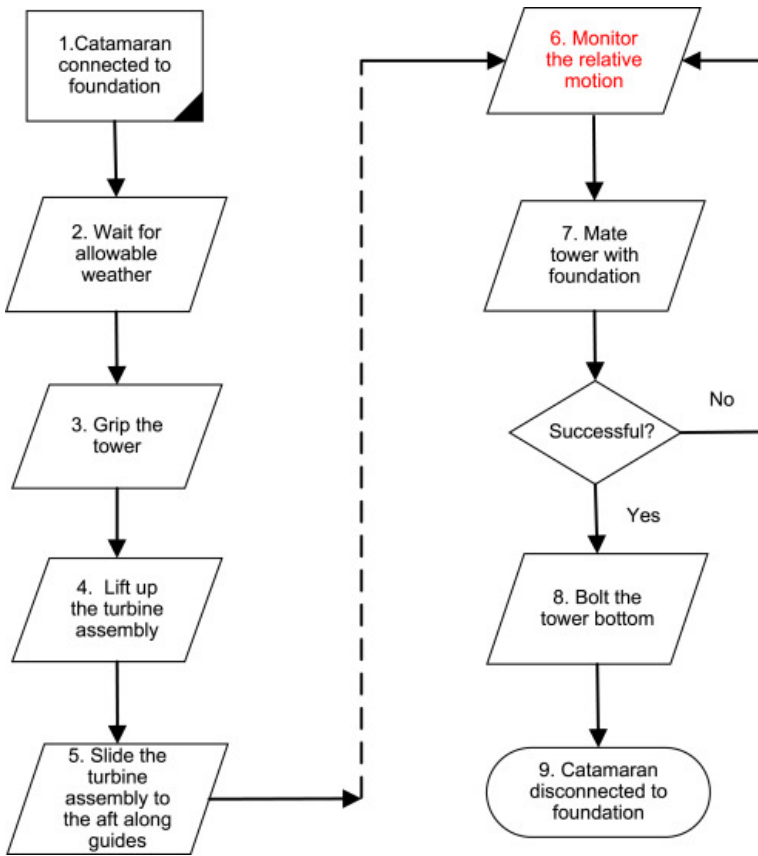 1.Catamaran
connected to
foundation
2. Wait for
allowable
weather
3. Grip the
tower
4. Lift up
the turbine
assembly
5. Slide the
turbine
assembly to
the aft along
guides
6. Monitor
the relative
motion
7. Mate
tower with
foundation
Successful?
No
Yes
8. Bolt the
tower bottom
9. Catamaran
disconnected to
foundation